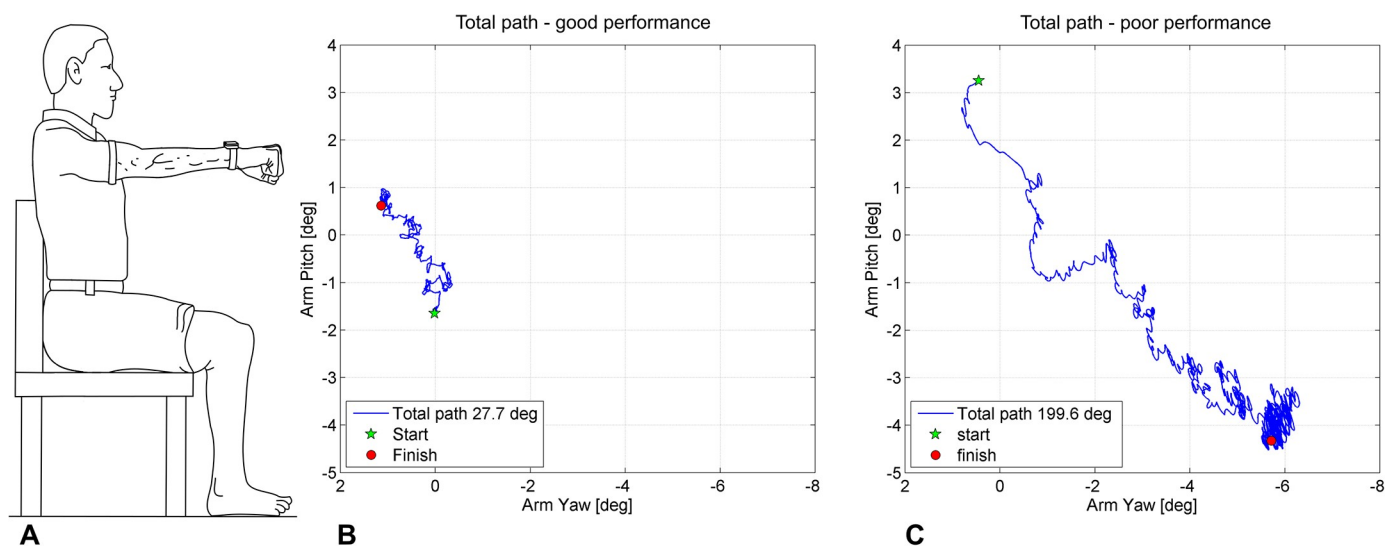 A
Total path - good performance
4
3
2
1
0
-1
-2
-3
-4
-5
Arm Pitch [deg]
Total path 27.7 deg
Start
Finish
2
0
-2
-4
-6
-8
Arm Yaw [deg]
B
Total path - poor performance
4
3
2
1
0
-1
-2
-3
-4
-5
Arm Pitch [deg]
Total path 199.6 deg
start
finish
2
0
-2
-4
-6
-8
Arm Yaw [deg]
C